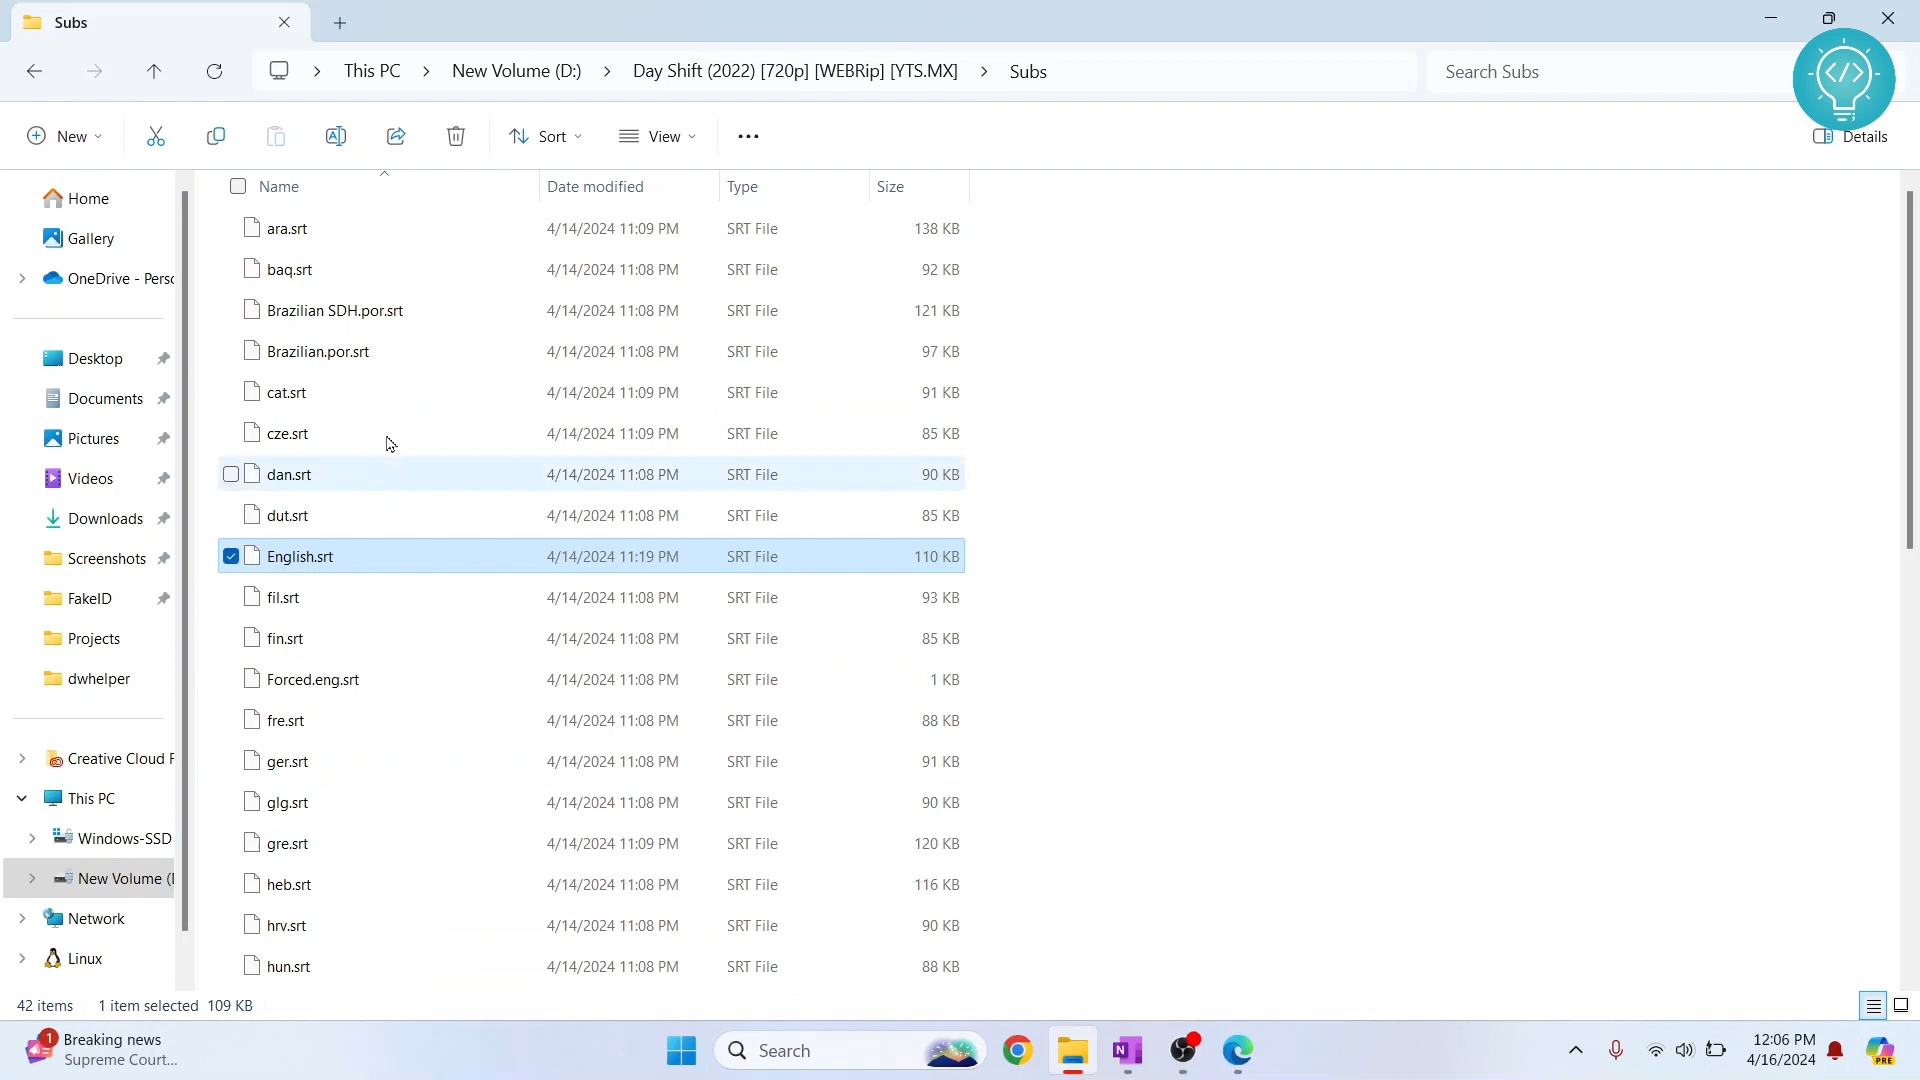 Subs
This PC
New Volume (D:)
Day Shift (2022) [720p] [WEBRip] [YTS.MX]
Subs
Search Subs
New
Sort
View
Details
Home
Gallery
OneDrive - Perso
Desktop
Documents
Pictures
Videos
Downloads
Screenshots
FakeID
Projects
dwhelper
Creative Cloud F
This PC
Windows-SSD
New Volume (I
Network
Linux
Name Date modified Type Size
ara.srt 4/14/2024 11:09 PM SRT File 138 KB
baq.srt 4/14/2024 11:08 PM SRT File 92 KB
Brazilian SDH.por.srt 4/14/2024 11:08 PM SRT File 121 KB
Brazilian.por.srt 4/14/2024 11:08 PM SRT File 97 KB
cat.srt 4/14/2024 11:09 PM SRT File 91 KB
cze.srt 4/14/2024 11:09 PM SRT File 85 KB
dan.srt 4/14/2024 11:08 PM SRT File 90 KB
dut.srt 4/14/2024 11:08 PM SRT File 85 KB
English.srt 4/14/2024 11:19 PM SRT File 110 KB
fil.srt 4/14/2024 11:08 PM SRT File 93 KB
fin.srt 4/14/2024 11:08 PM SRT File 85 KB
Forced.eng.srt 4/14/2024 11:08 PM SRT File 1 KB
fre.srt 4/14/2024 11:08 PM SRT File 88 KB
ger.srt 4/14/2024 11:08 PM SRT File 91 KB
glg.srt 4/14/2024 11:08 PM SRT File 90 KB
gre.srt 4/14/2024 11:09 PM SRT File 120 KB
heb.srt 4/14/2024 11:08 PM SRT File 116 KB
hrv.srt 4/14/2024 11:08 PM SRT File 90 KB
hun.srt 4/14/2024 11:08 PM SRT File 88 KB
42 items 1 item selected 109 KB
1
Breaking news
Supreme Court...
Search
N
12:06 PM
4/16/2024
PRE